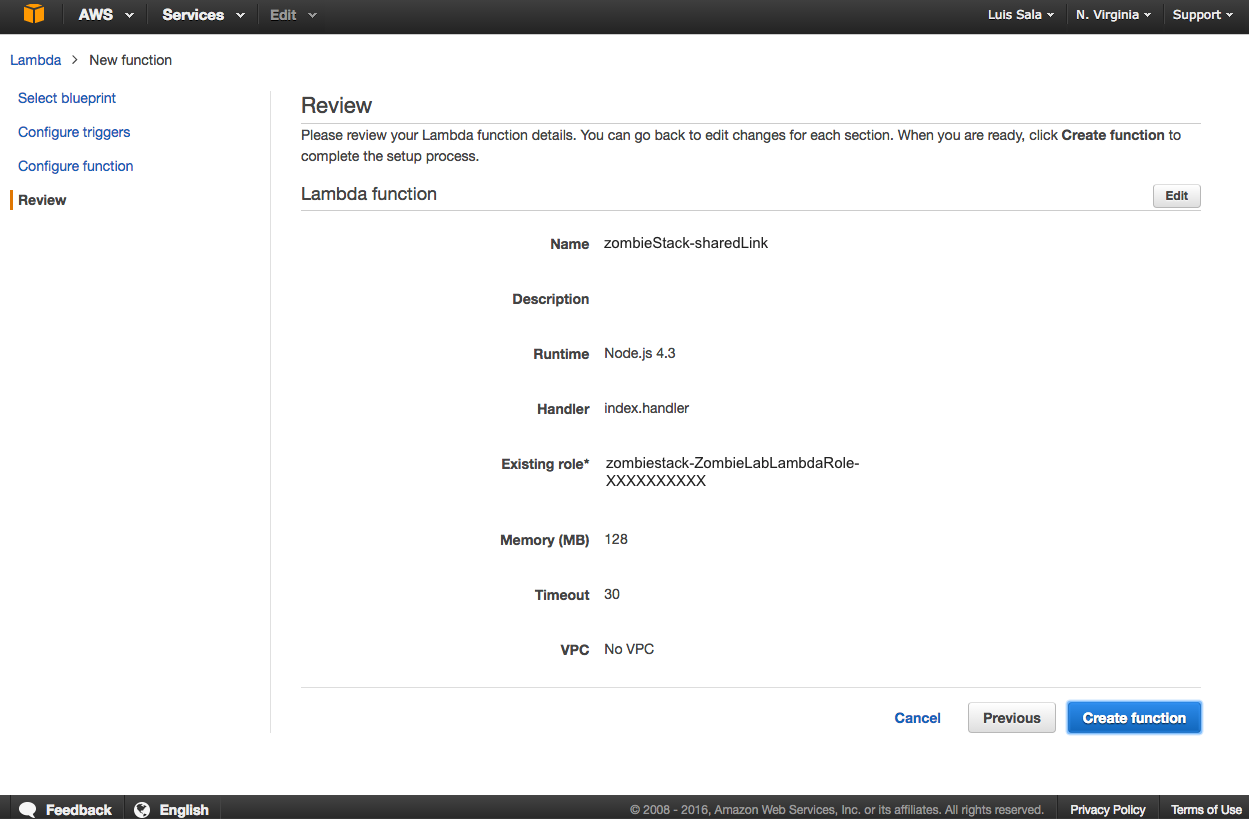 AWS Services Edit Luis Sala N. Virginia Support
Lambda > New function
Select blueprint
Configure triggers
Configure function
Review
Review
Please review your Lambda function details. You can go back to edit changes for each section. When you are ready, click Create function to
complete the setup process.
Lambda function Edit
Name zombieStack-sharedLink
Description
Runtime Node.js 4.3
Handler index.handler
Existing role* zombiestack-ZombieLabLambdaRole-
XXXXXXXXXX
Memory (MB) 128
Timeout 30
VPC No VPC
Cancel Previous Create function
Feedback English © 2008 - 2016, Amazon Web Services, Inc. or its affiliates. All rights reserved. Privacy Policy Terms of Use